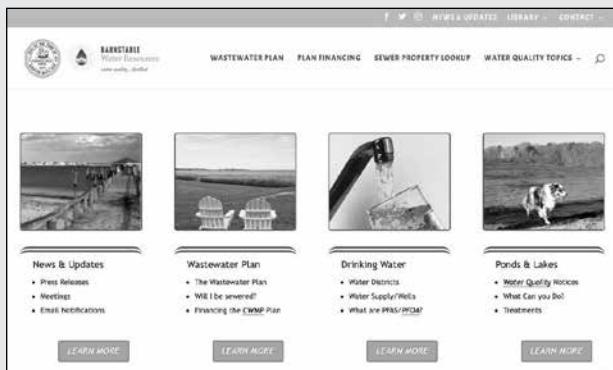 NEWS & UPDATES LIBRARY CONTACT
BARNSTABLE
Water Resources
WASTEWATER PLAN PLAN FINANCING SEWER PROPERTY LOOKUP WATER QUALITY TOPICS
News & Updates
• Press Releases
• Meetings
• Email Notifications
LEARN MORE
Wastewater Plan
• The Wastewater Plan
• Will I be sewered?
• Financing the CWMP Plan
LEARN MORE
Drinking Water
• Water Districts
• Water Supply/Wells
• What are PFAS/PFOA?
LEARN MORE
Ponds & Lakes
• Water Quality Notices
• What Can you Do?
• Treatments
LEARN MORE